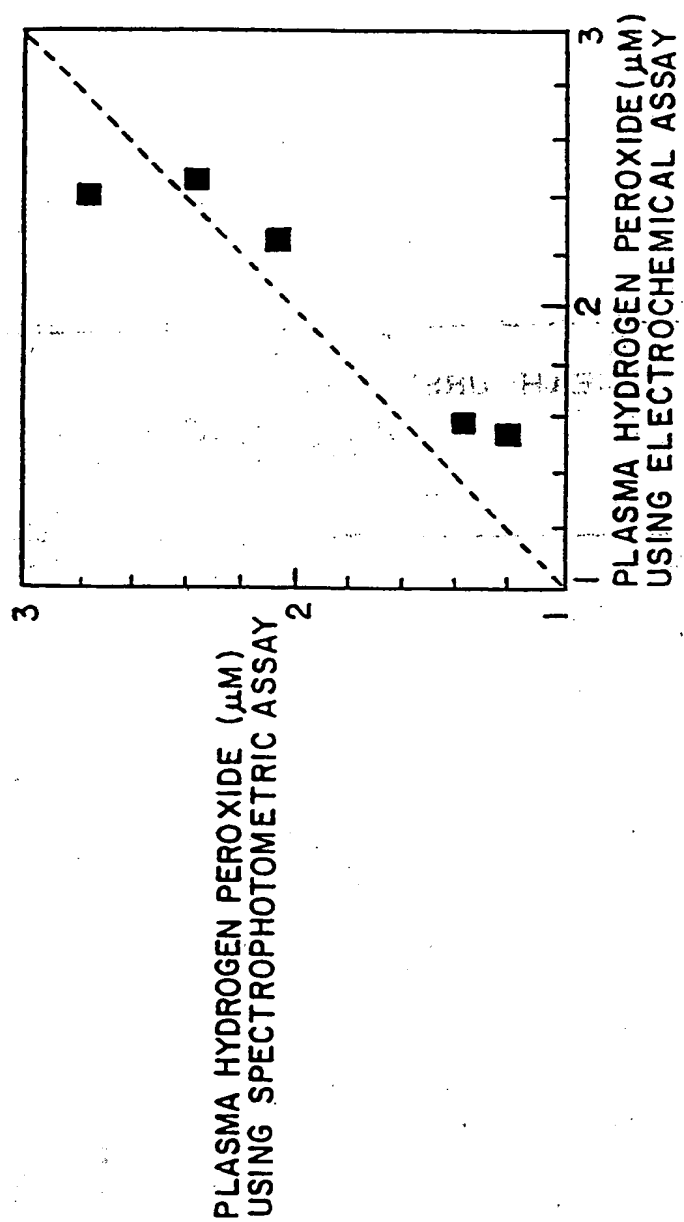 PLASMA HYDROGEN PEROXIDE (µM)
USING SPECTROPHOTOMETRIC ASSAY
3
2
1
1
2
3
PLASMA HYDROGEN PEROXIDE (µM)
USING ELECTROCHEMICAL ASSAY